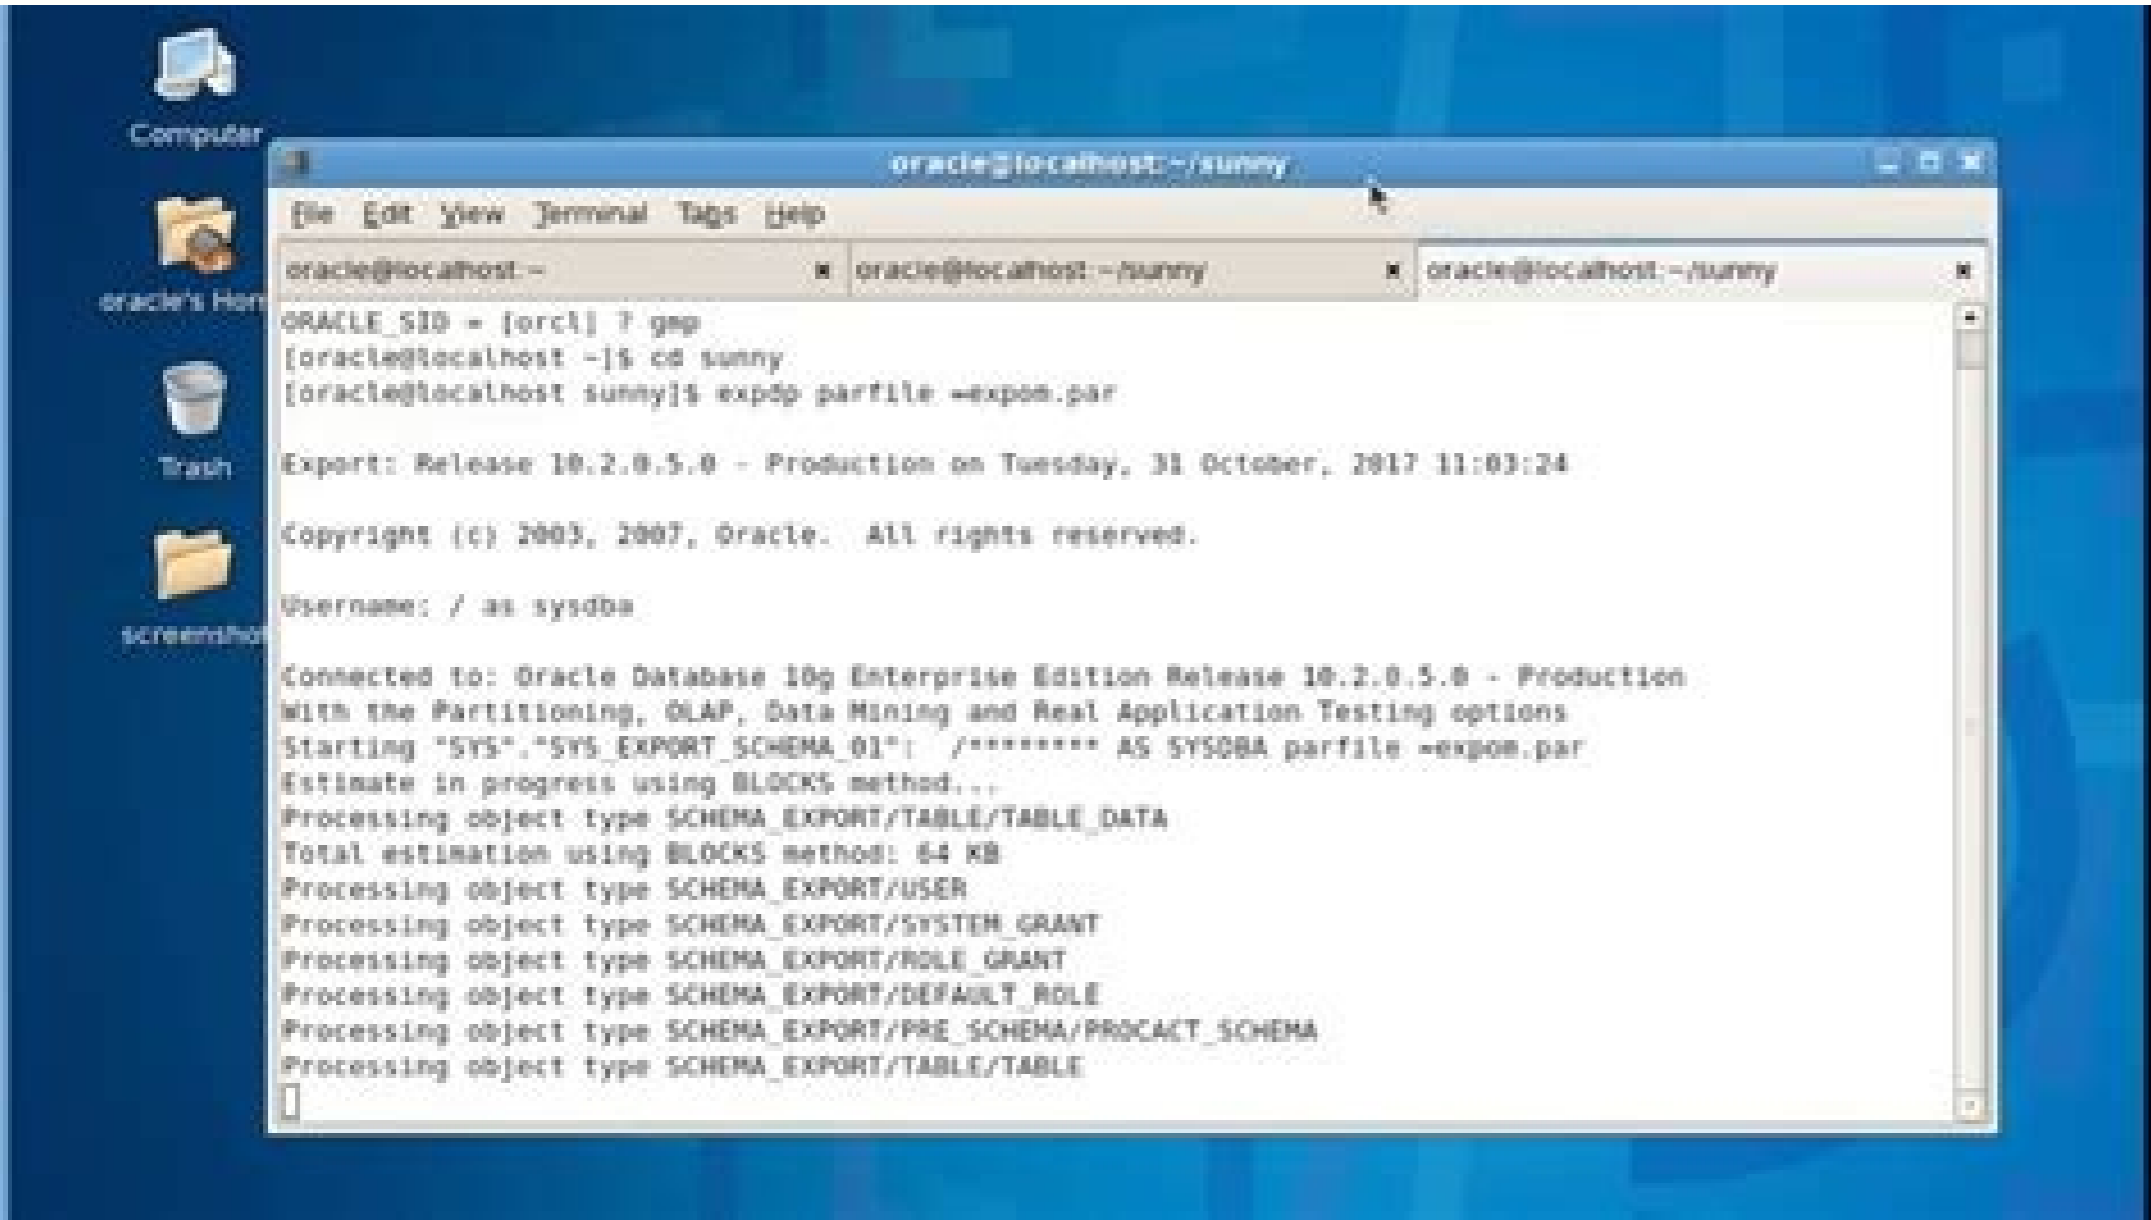 Computer
oracle's Hom
Trash
screenshot
oracle@localhost:~/sunny
File Edit View Terminal Tabs Help
oracle@localhost:~
oracle@localhost:~/sunny
oracle@localhost:~/sunny
ORACLE_SID = [orcl] ? gmp
[oracle@localhost ~]$ cd sunny
[oracle@localhost sunny]$ expdp parfile =expom.par
Export: Release 10.2.0.5.0 - Production on Tuesday, 31 October, 2017 11:03:24
Copyright (c) 2003, 2007, Oracle.  All rights reserved.
Username: / as sysdba
Connected to: Oracle Database 10g Enterprise Edition Release 10.2.0.5.0 - Production
With the Partitioning, OLAP, Data Mining and Real Application Testing options
Starting "SYS"."SYS_EXPORT_SCHEMA_01":  /******** AS SYSDBA parfile =expom.par
Estimate in progress using BLOCKS method...
Processing object type SCHEMA_EXPORT/TABLE/TABLE_DATA
Total estimation using BLOCKS method: 64 KB
Processing object type SCHEMA_EXPORT/USER
Processing object type SCHEMA_EXPORT/SYSTEM_GRANT
Processing object type SCHEMA_EXPORT/ROLE_GRANT
Processing object type SCHEMA_EXPORT/DEFAULT_ROLE
Processing object type SCHEMA_EXPORT/PRE_SCHEMA/PROCACT_SCHEMA
Processing object type SCHEMA_EXPORT/TABLE/TABLE